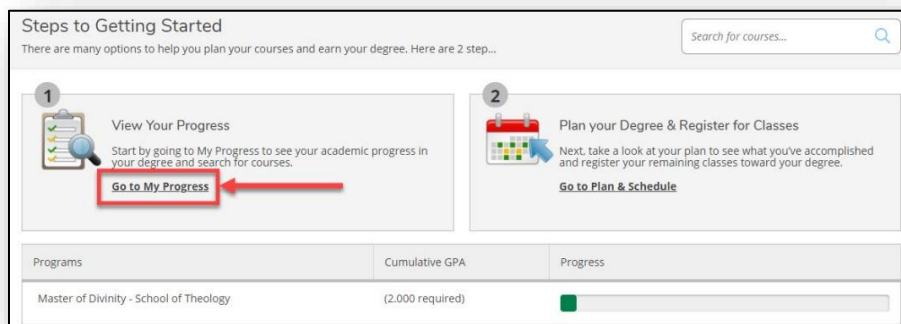 Steps to Getting Started
There are many options to help you plan your courses and earn your degree. Here are 2 step...
Search for courses...
1
View Your Progress
Start by going to My Progress to see your academic progress in
your degree and search for courses.
Go to My Progress
2
Plan your Degree & Register for Classes
Next, take a look at your plan to see what you've accomplished
and register your remaining classes toward your degree.
Go to Plan & Schedule
Programs Cumulative GPA Progress
Master of Divinity - School of Theology (2.000 required)